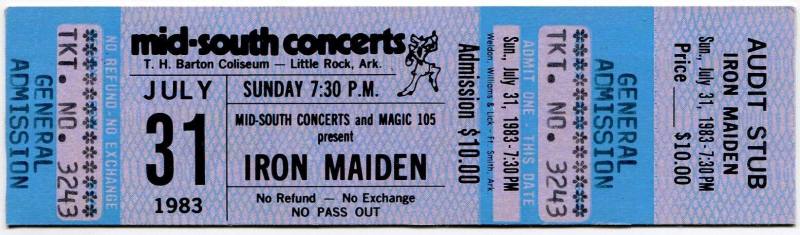 GENERAL
ADMISSION
TKT. NO. 3243
NO REFUND-NO EXCHANGE
mid-south concerts
T. H. Barton Coliseum — Little Rock, Ark.
JULY
31
1983
SUNDAY 7:30 P.M.
MID-SOUTH CONCERTS and MAGIC 105
present
IRON MAIDEN
No Refund — No Exchange
NO PASS OUT
Admission $10.00
Weldon, Williams & Lick - Ft. Smith, Ark.
Sun., July 31, 1983-7:30 PM
ADMIT ONE - THIS DATE
TKT. NO. 3243
GENERAL
ADMISSION
AUDIT STUB
IRON MAIDEN
Sun., July 31, 1983-7:30 PM
Price $10.00